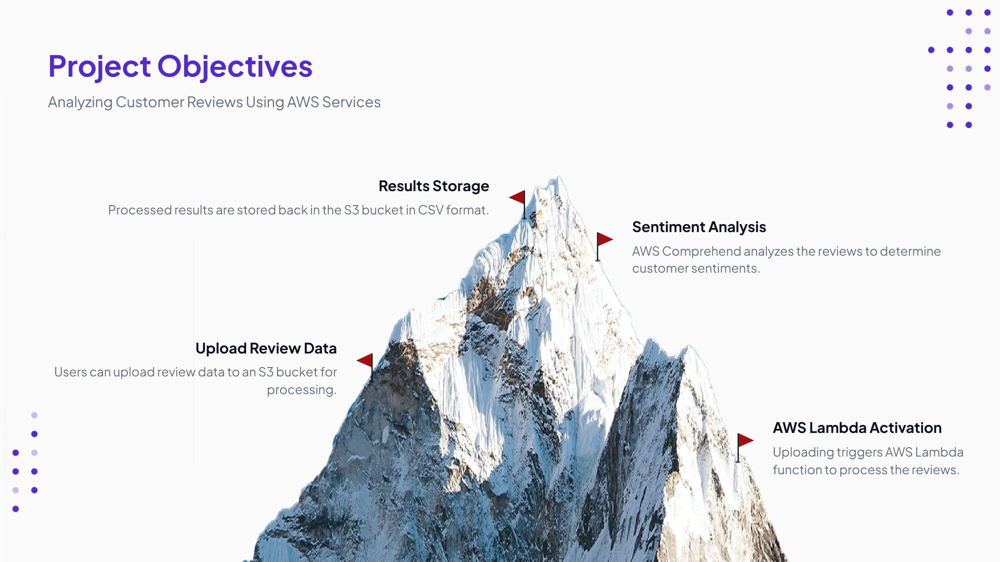 Project Objectives
Analyzing Customer Reviews Using AWS Services
Results Storage
Processed results are stored back in the S3 bucket in CSV format.
Sentiment Analysis
AWS Comprehend analyzes the reviews to determine
customer sentiments.
Upload Review Data
Users can upload review data to an S3 bucket for
processing.
AWS Lambda Activation
Uploading triggers AWS Lambda
function to process the reviews.